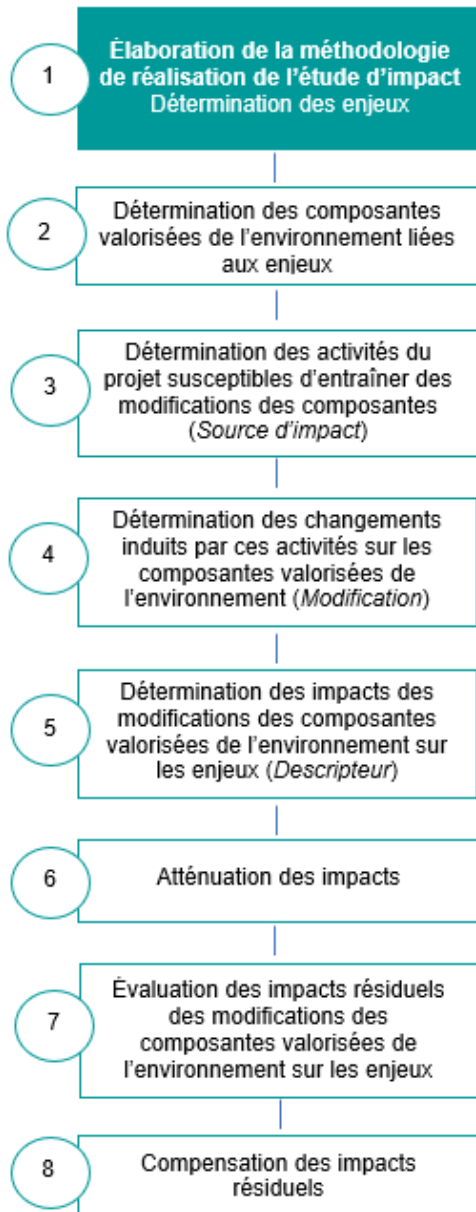 1
Élaboration de la méthodologie
de réalisation de l'étude d'impact
Détermination des enjeux
2
Détermination des composantes
valorisées de l'environnement liées
aux enjeux
3
Détermination des activités du
projet susceptibles d'entraîner des
modifications des composantes
(Source d'impact)
4
Détermination des changements
induits par ces activités sur les
composantes valorisées de
l'environnement (Modification)
5
Détermination des impacts des
modifications des composantes
valorisées de l'environnement sur
les enjeux (Descripteur)
6
Atténuation des impacts
7
Évaluation des impacts résiduels
des modifications des
composantes valorisées de
l'environnement sur les enjeux
8
Compensation des impacts
résiduels